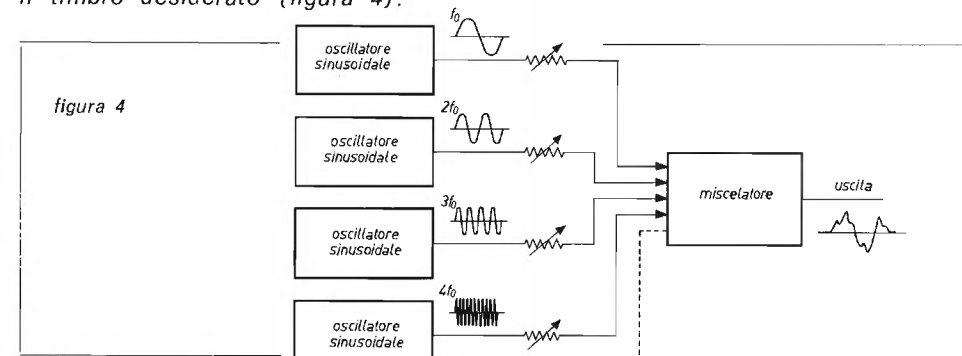 il timbro desiderato (figura 4).
figura 4
oscillatore
sinusoidale
f₀
oscillatore
sinusoidale
2f₀
oscillatore
sinusoidale
3f₀
oscillatore
sinusoidale
4f₀
miscelatore
uscita